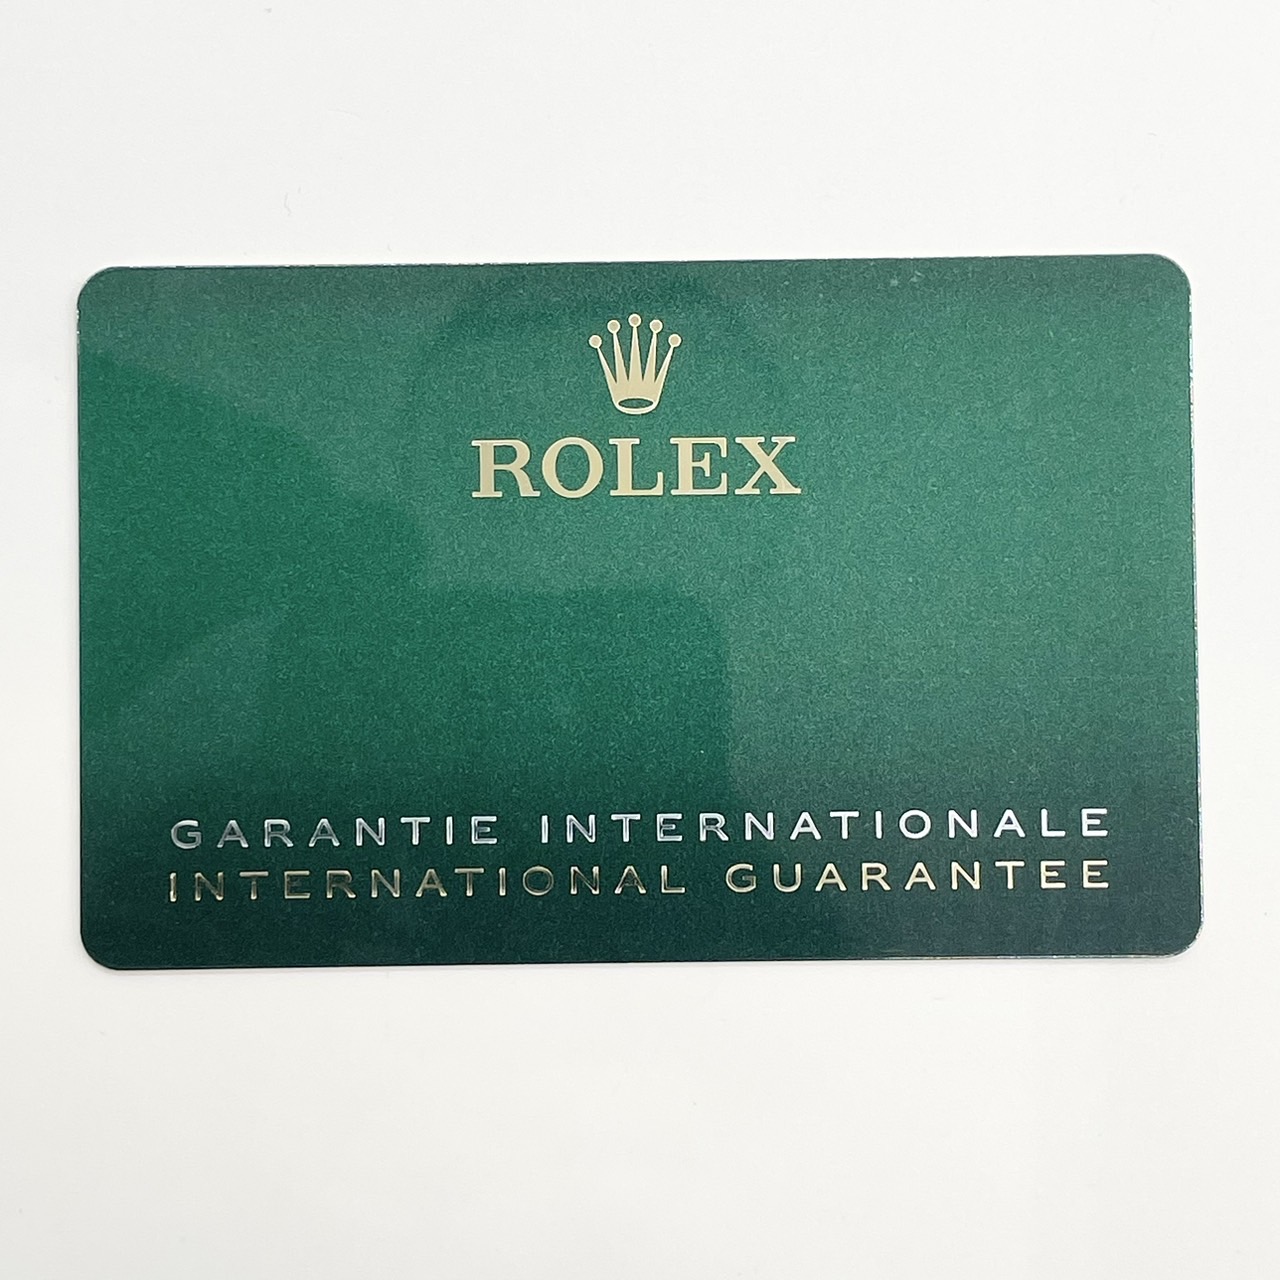 ROLEX
GARANTIE INTERNATIONALE
INTERNATIONAL GUARANTEE